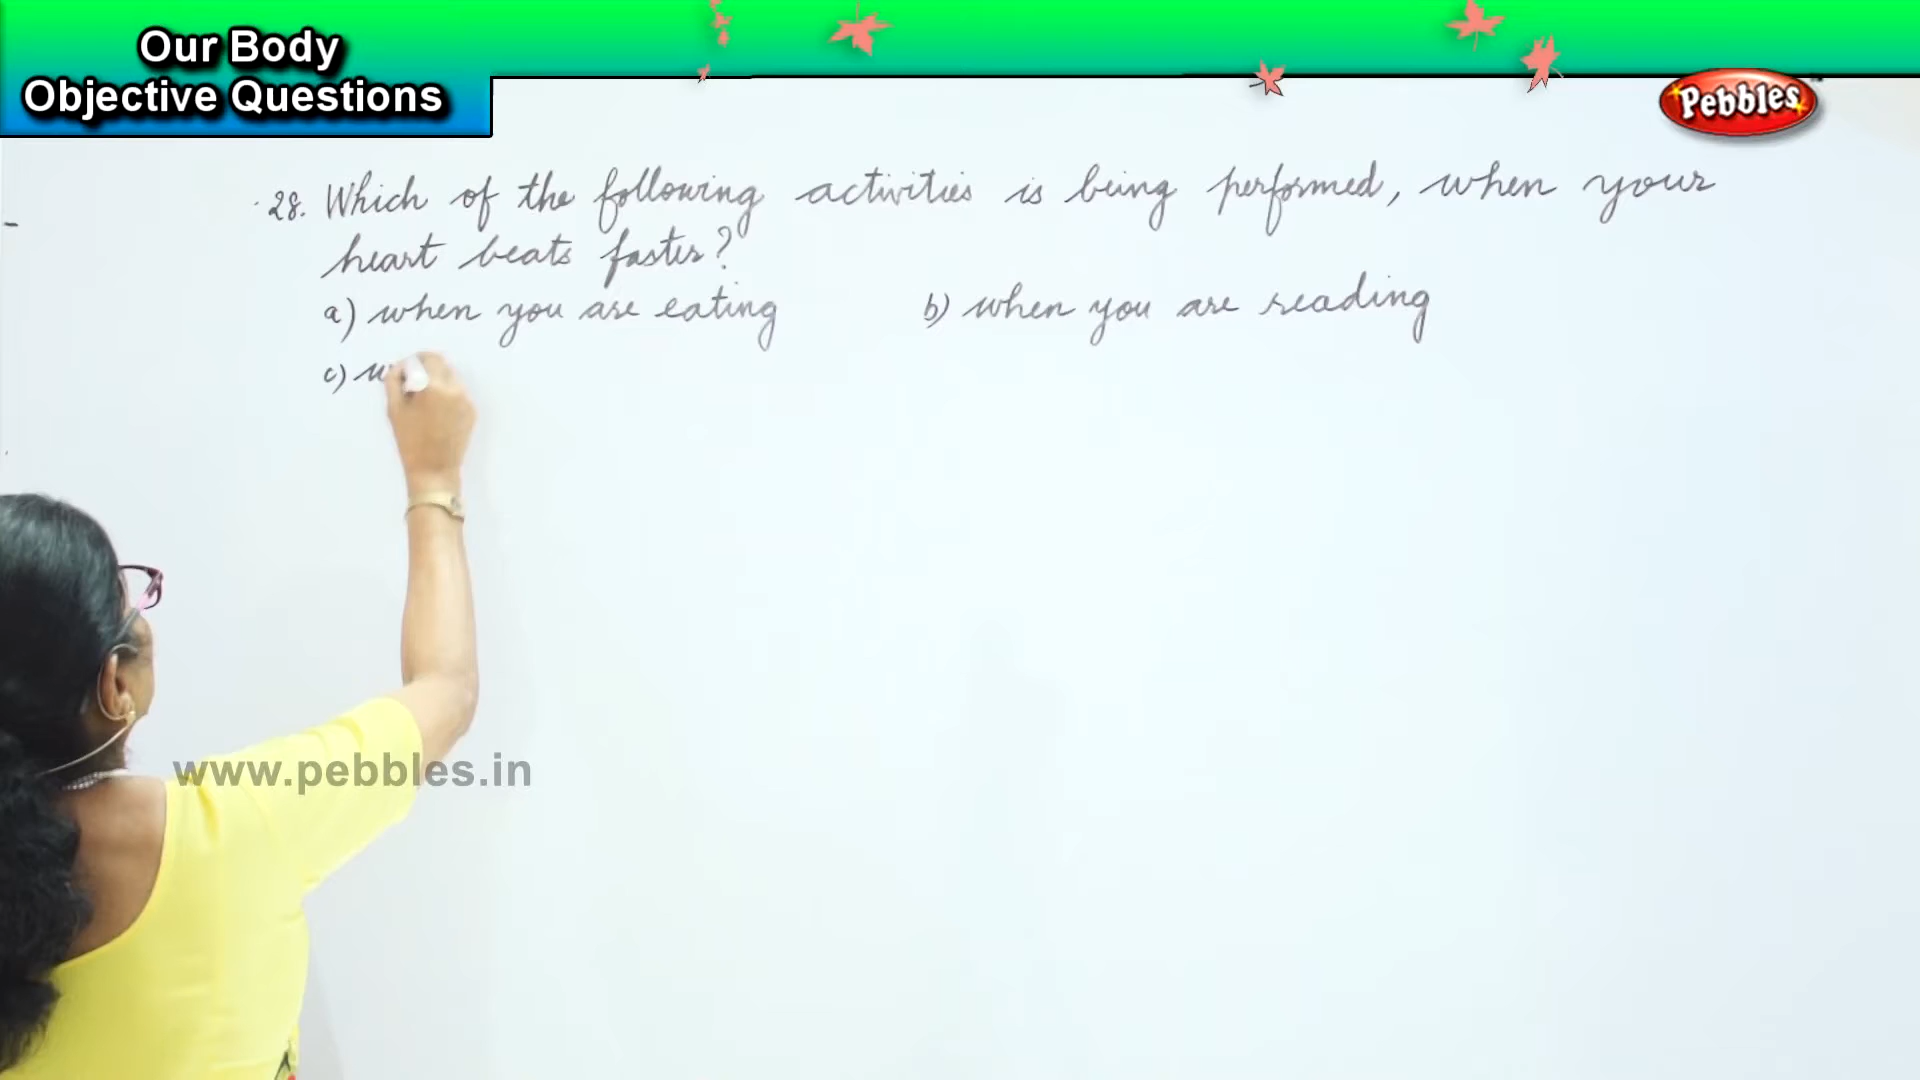 Our Body
Objective Questions
Pebbles
28. Which of the following activities is being performed, when your
heart beats faster?
a) when you are eating b) when you are reading
c)
www.pebbles.in